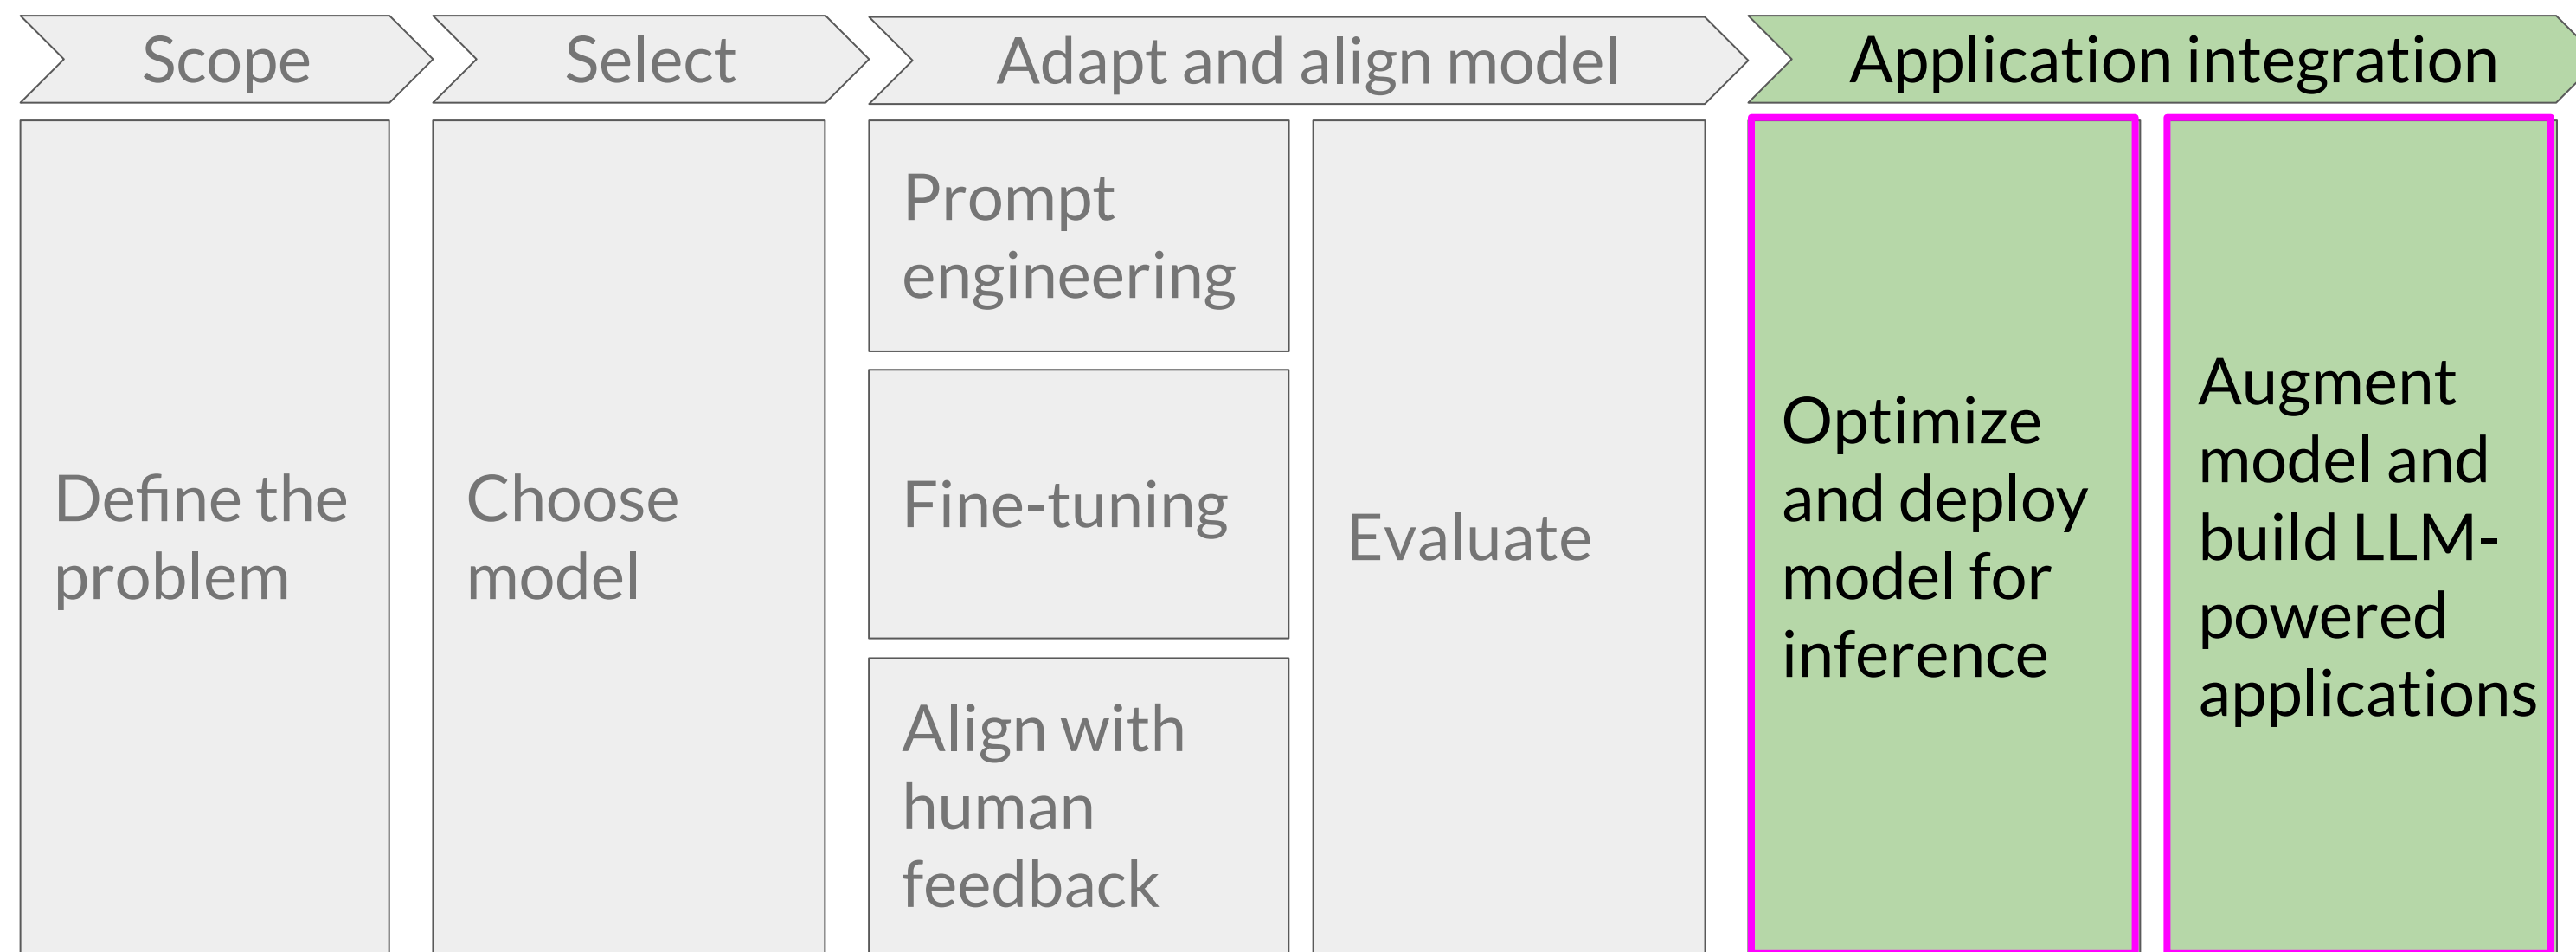 Scope
Select
Adapt and align model
Application integration
Define the
problem
Choose
model
Prompt
engineering
Fine-tuning
Align with
human
feedback
Evaluate
Optimize
and deploy
model for
inference
Augment
model and
build LLM-
powered
applications